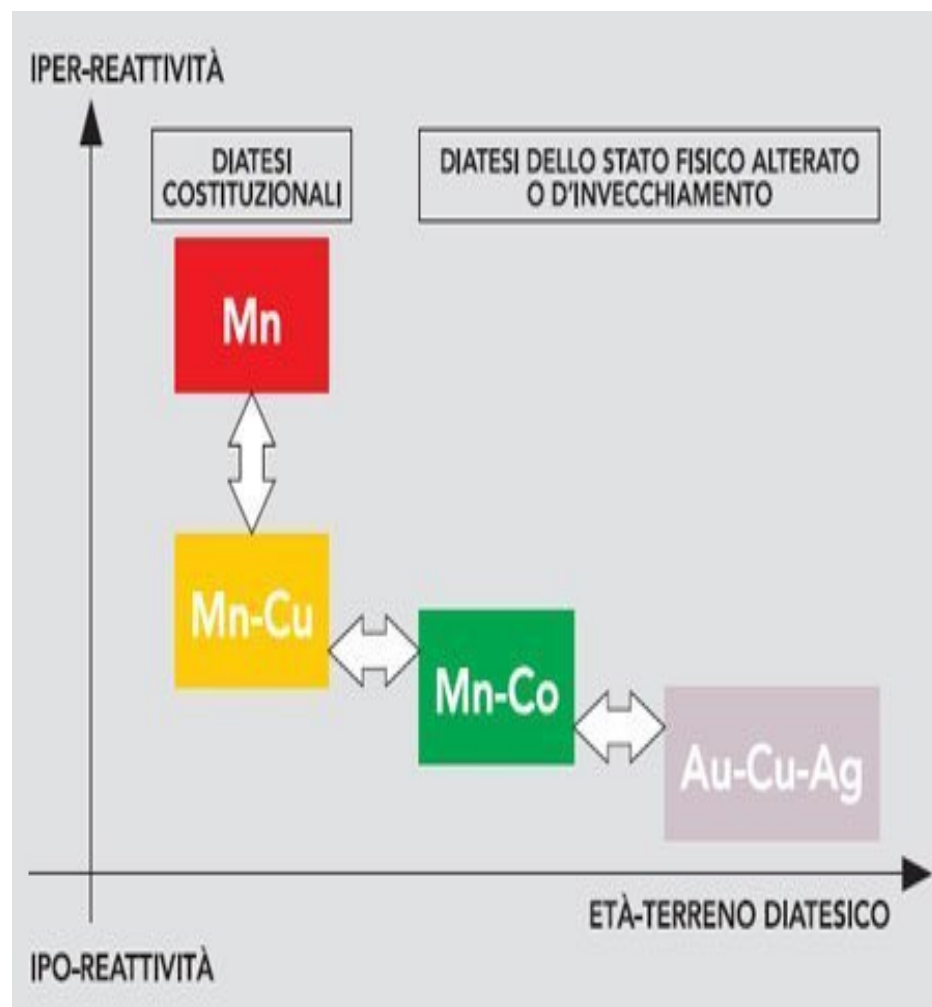 IPER-REATTIVITÀ
DIATESI
COSTITUZIONALI
DIATESI DELLO STATO FISICO ALTERATO
O D'INVECCHIAMENTO
Mn
Mn-Cu
Mn-Co
Au-Cu-Ag
ETÀ-TERRENO DIATESICO
IPO-REATTIVITÀ